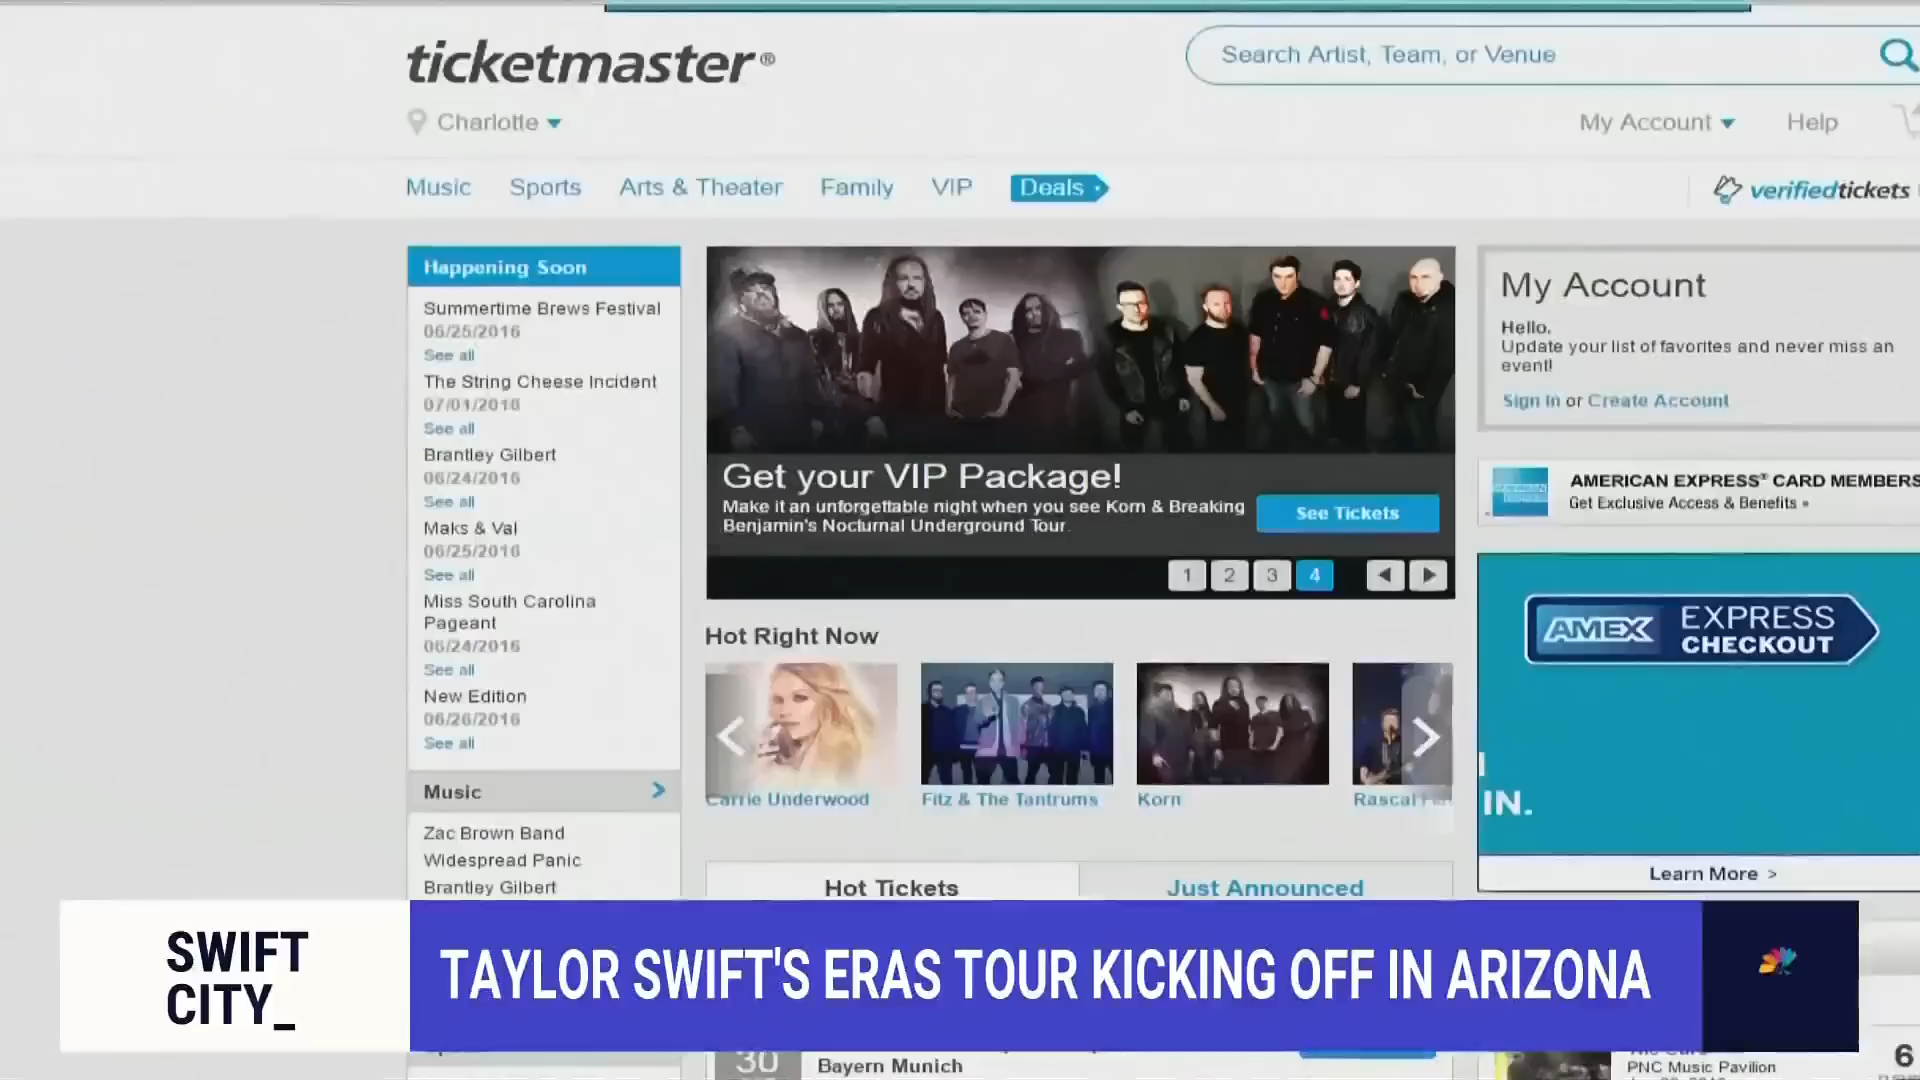 ticketmaster®
Search Artist, Team, or Venue
Charlotte
My Account
Help
Music
Sports
Arts & Theater
Family
VIP
Deals
verifiedtickets
Happening Soon
Summertime Brews Festival
06/25/2016
See all
The String Cheese Incident
07/01/2016
See all
Brantley Gilbert
06/24/2016
See all
Maks & Val
06/25/2016
See all
Miss South Carolina
Pageant
06/24/2016
See all
New Edition
06/26/2016
See all
Music
Zac Brown Band
Widespread Panic
Brantley Gilbert
Get your VIP Package!
Make it an unforgettable night when you see Korn & Breaking
Benjamin's Nocturnal Underground Tour.
See Tickets
1 2 3 4
Hot Right Now
Carrie Underwood
Fitz & The Tantrums
Korn
Rascal
Hot Tickets
Just Announced
My Account
Hello.
Update your list of favorites and never miss an
event!
Sign In or Create Account
AMERICAN EXPRESS® CARD MEMBERS
Get Exclusive Access & Benefits »
AMEX EXPRESS
CHECKOUT
IN.
Learn More >
SWIFT
CITY_
TAYLOR SWIFT'S ERAS TOUR KICKING OFF IN ARIZONA
30
Bayern Munich
PNC Music Pavilion
6